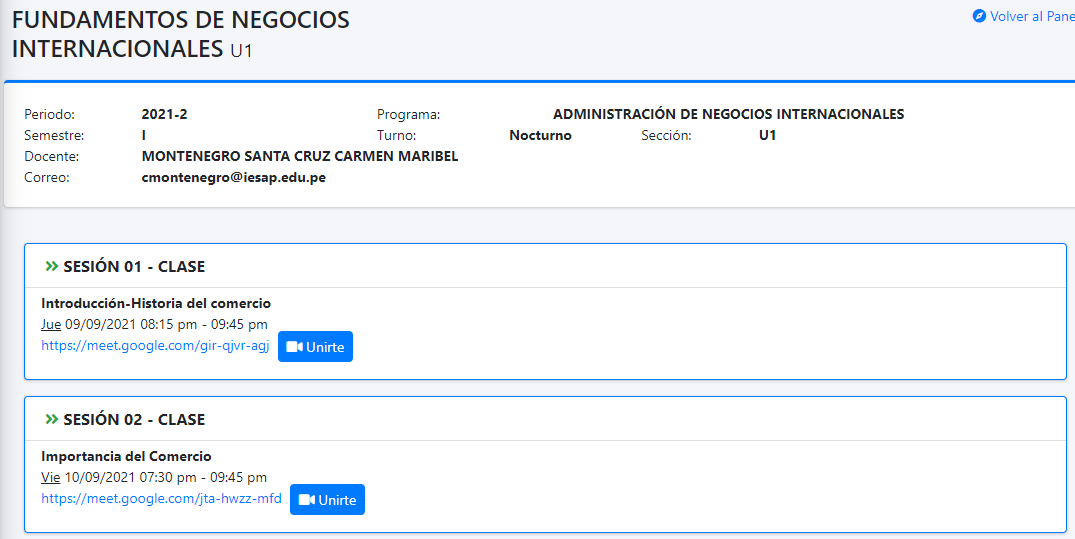 FUNDAMENTOS DE NEGOCIOS
INTERNACIONALES U1
Volver al Pane
Periodo: 2021-2 Programa: ADMINISTRACIÓN DE NEGOCIOS INTERNACIONALES
Semestre: I Turno: Nocturno Sección: U1
Docente: MONTENEGRO SANTA CRUZ CARMEN MARIBEL
Correo: cmontenegro@iesap.edu.pe
SESIÓN 01 - CLASE
Introducción-Historia del comercio
Jue 09/09/2021 08:15 pm - 09:45 pm
https://meet.google.com/gir-qjvr-agj Unirte
SESIÓN 02 - CLASE
Importancia del Comercio
Vie 10/09/2021 07:30 pm - 09:45 pm
https://meet.google.com/jta-hwzz-mfd Unirte